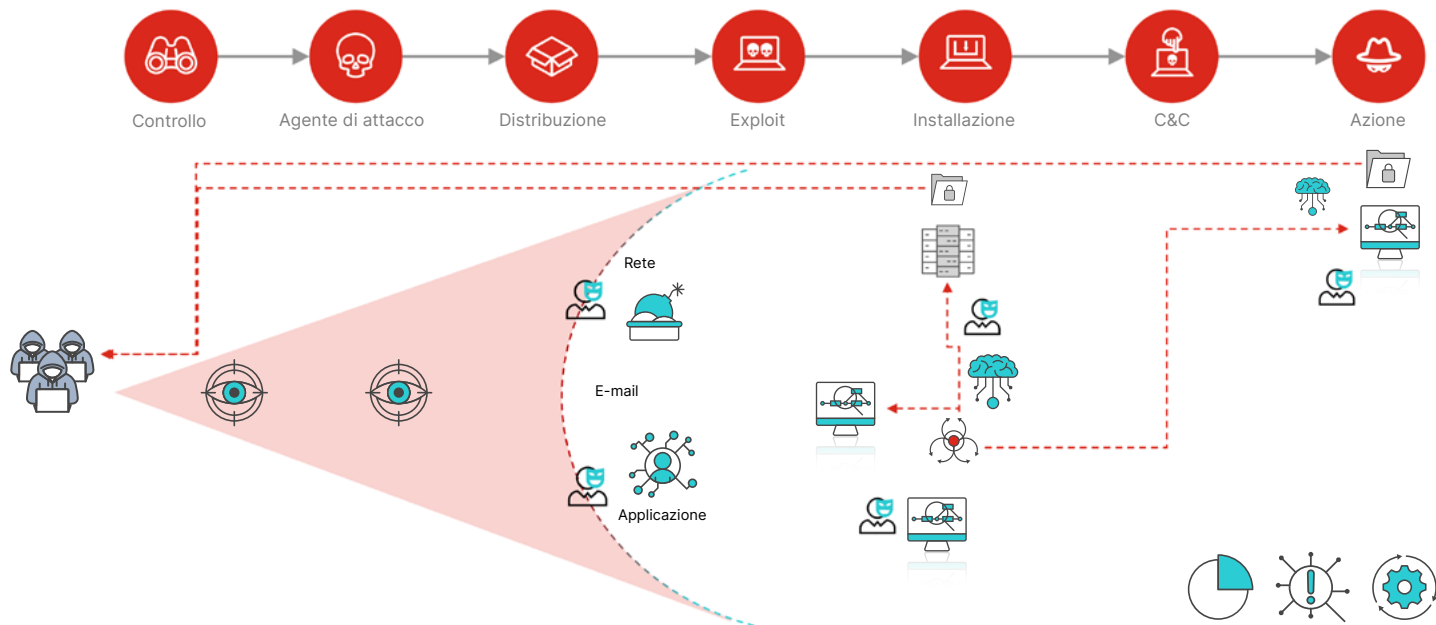 Controllo
Agente di attacco
Distribuzione
Exploit
Installazione
C&C
Azione
Rete
E-mail
Applicazione